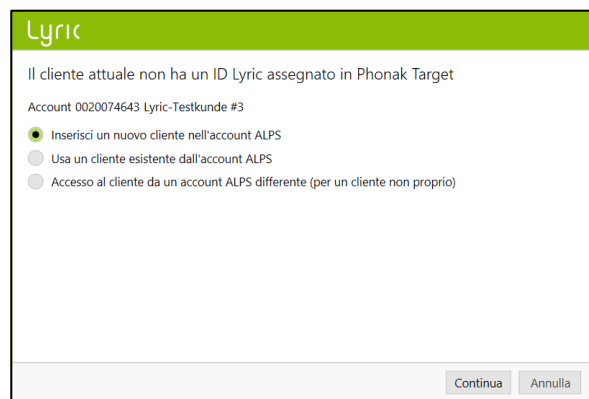 Lyric
Il cliente attuale non ha un ID Lyric assegnato in Phonak Target
Account 0020074643 Lyric-Testkunde #3
Inserisci un nuovo cliente nell'account ALPS
Usa un cliente esistente dall'account ALPS
Accesso al cliente da un account ALPS differente (per un cliente non proprio)
Continua Annulla